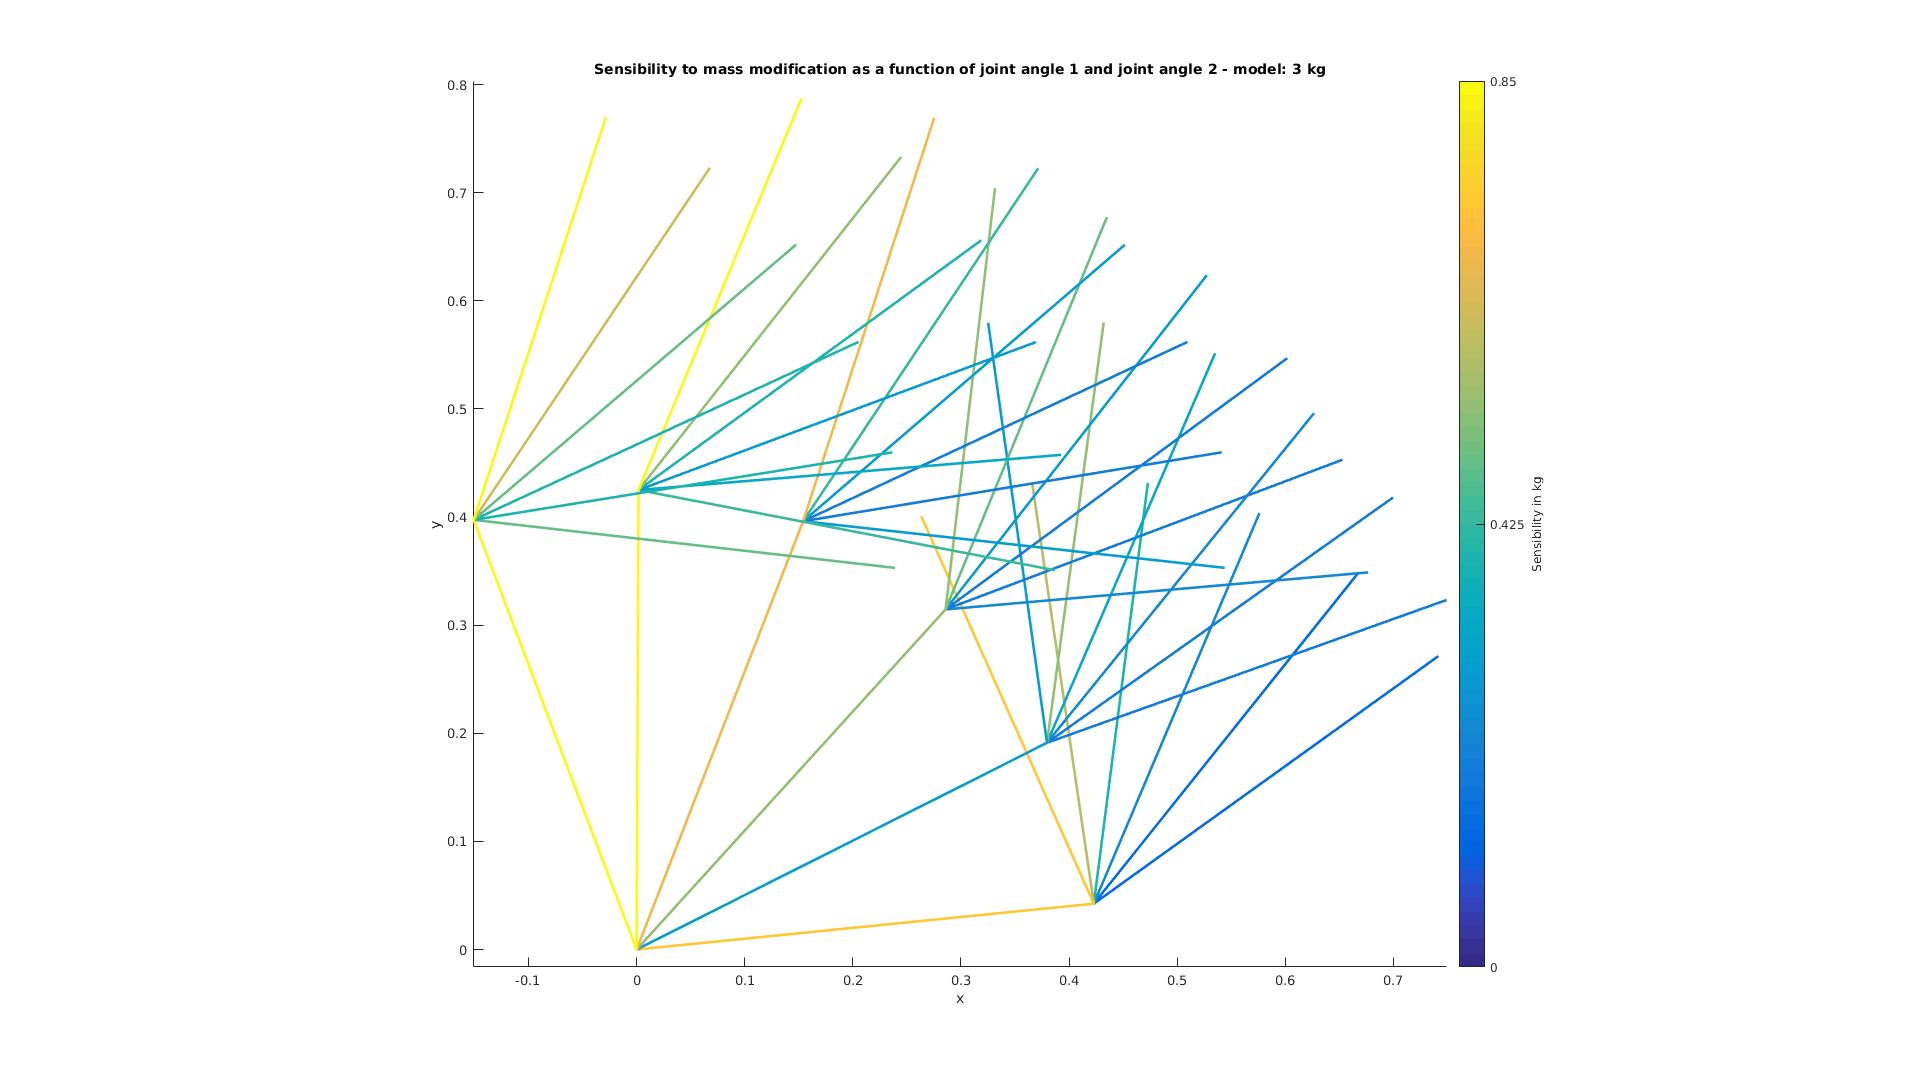 Sensibility to mass modification as a function of joint angle 1 and joint angle 2 - model: 3 kg
0.8
0.7
0.6
0.5
0.4
0.3
0.2
0.1
0
y
-0.1 0 0.1 0.2 0.3 0.4 0.5 0.6 0.7
x
0.85
0.425
0
Sensibility in kg